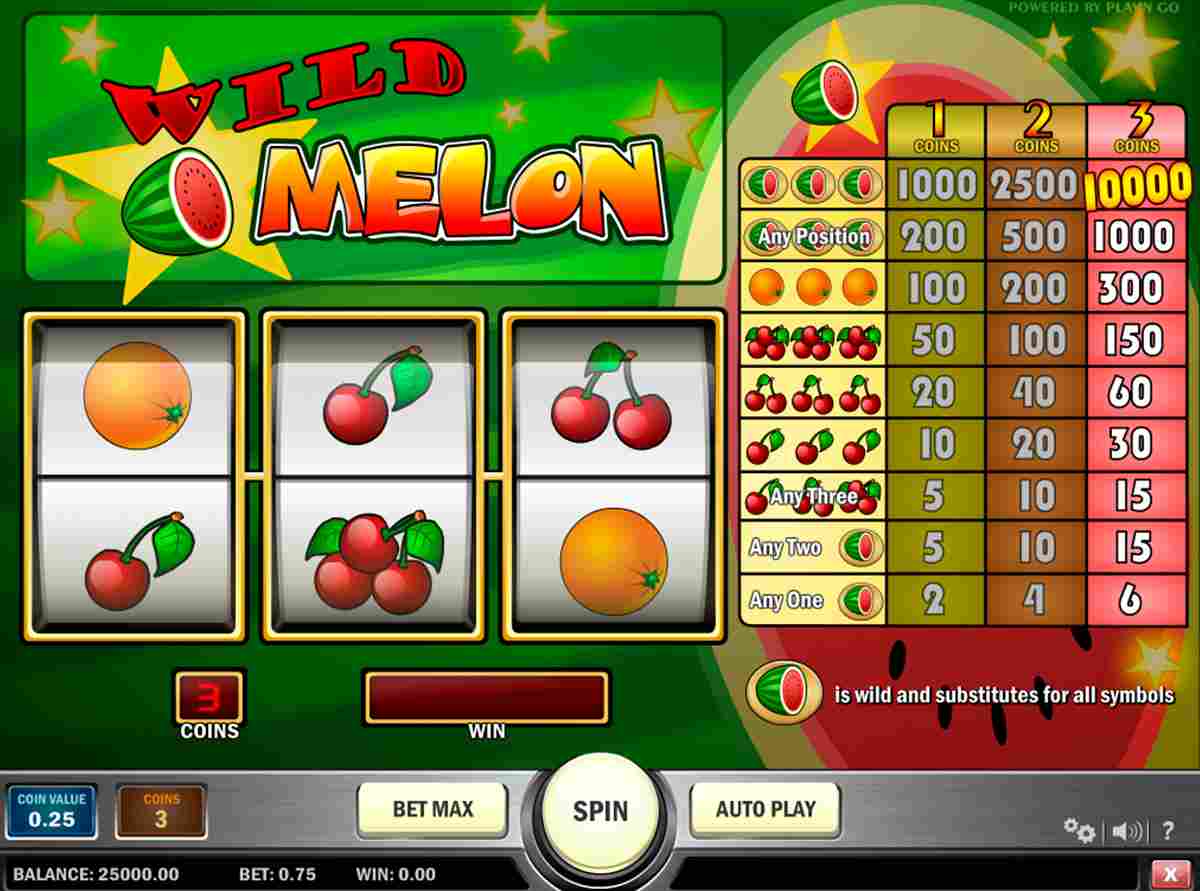 POWERED BY PLAY'N GO
WILD
MELON
1 2 3
COINS COINS COINS
1000 2500 10000
Any Position 200 500 1000
100 200 300
50 100 150
20 40 60
10 20 30
Any Three 5 10 15
Any Two 5 10 15
Any One 2 4 6
is wild and substitutes for all symbols
3
COINS
WIN
COIN VALUE
0.25
COINS
3
BET MAX
SPIN
AUTO PLAY
?
BALANCE: 25000.00 BET: 0.75 WIN: 0.00
X